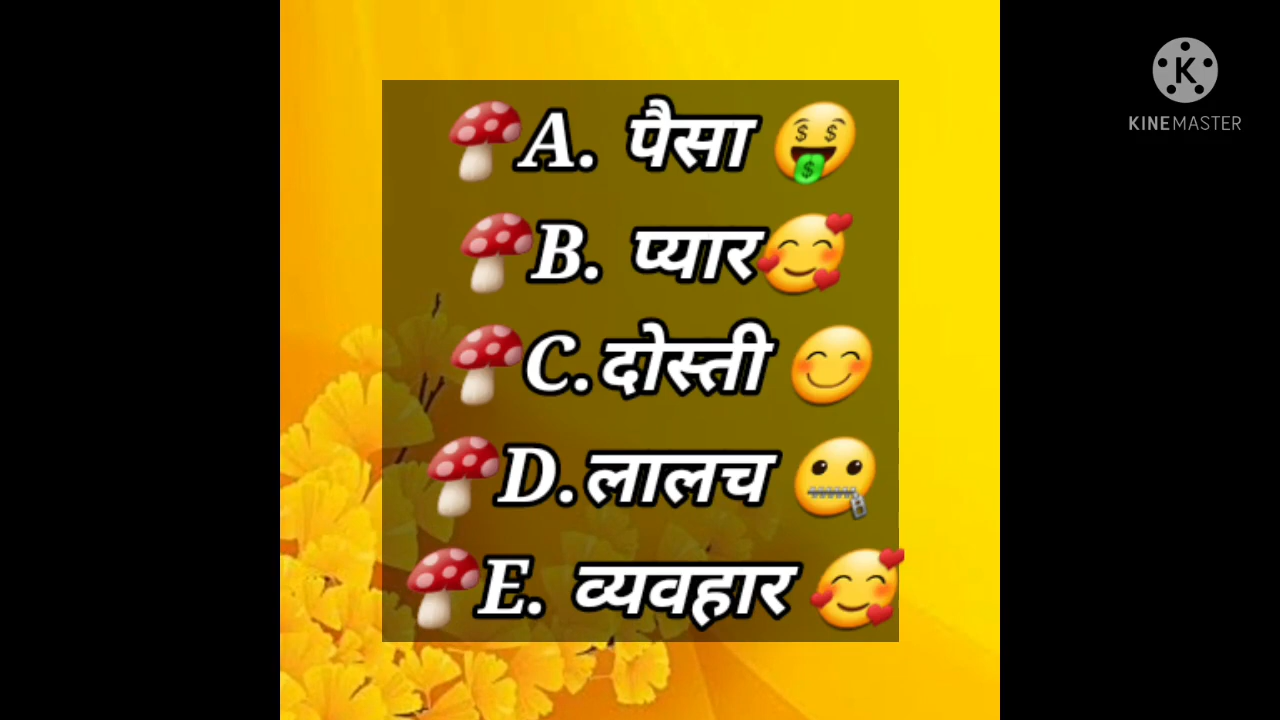 🍄A. पैसा 🤑
🍄B. प्यार🥰
🍄C.दोस्ती 😊
🍄D.लालच 🤐
🍄E. व्यवहार 🥰
K
KINEMASTER